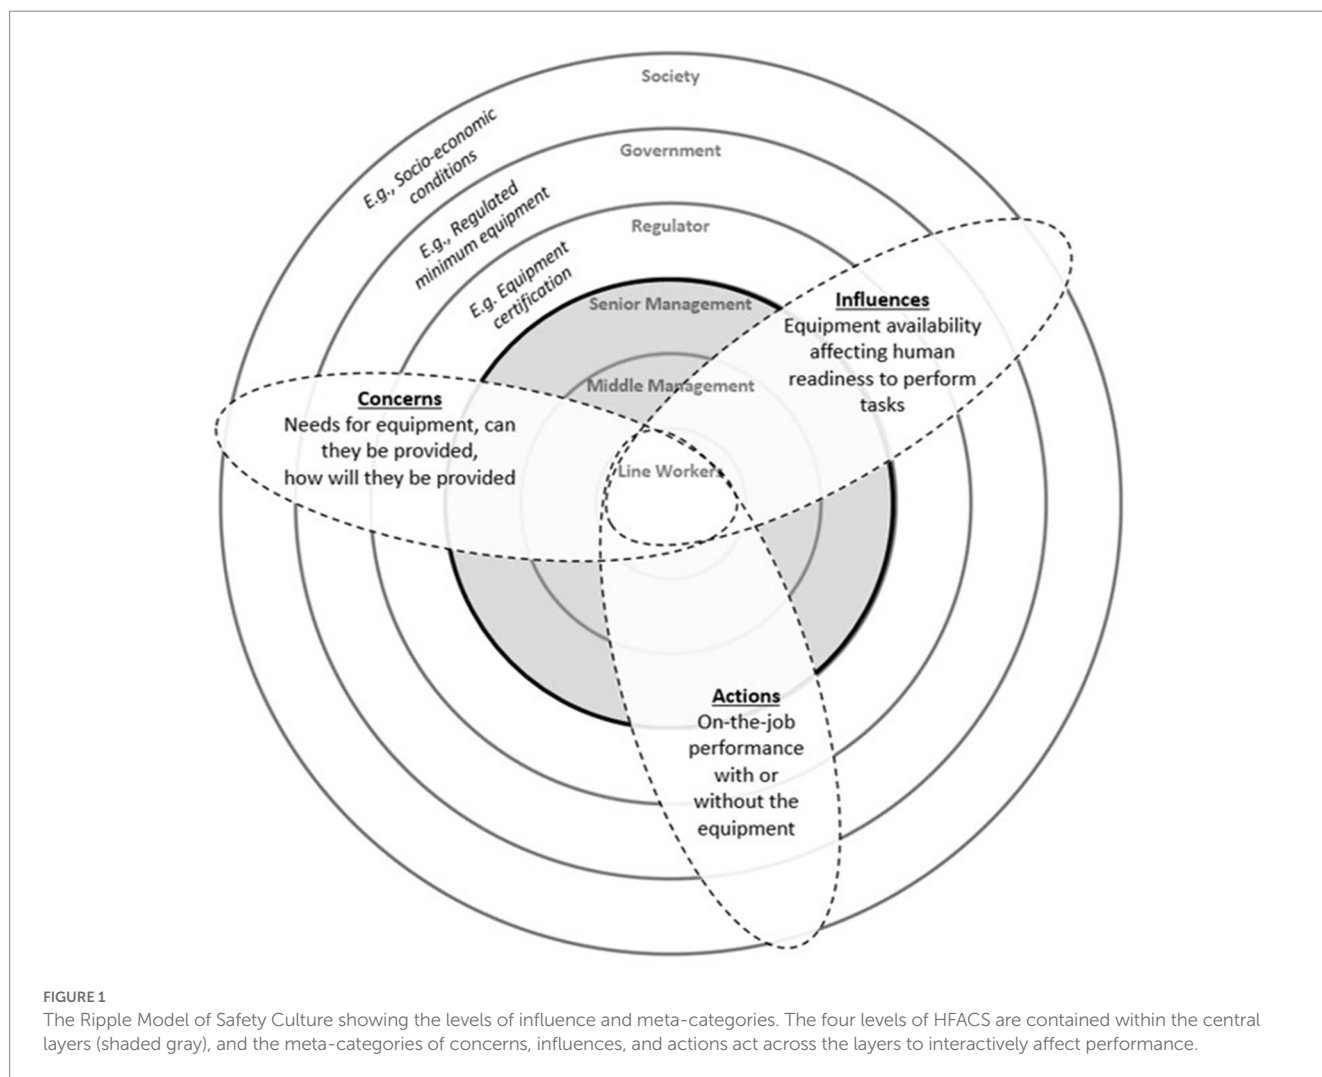 Society
E.g., Socio-economic
conditions
Government
E.g., Regulated
minimum equipment
Regulator
E.g. Equipment
certification
Senior Management
Influences
Equipment availability
affecting human
readiness to perform
tasks
Middle Management
Concerns
Needs for equipment, can
they be provided,
how will they be provided
Line Workers
Actions
On-the-job
performance
with or
without the
equipment
FIGURE 1
The Ripple Model of Safety Culture showing the levels of influence and meta-categories. The four levels of HFACS are contained within the central
layers (shaded gray), and the meta-categories of concerns, influences, and actions act across the layers to interactively affect performance.